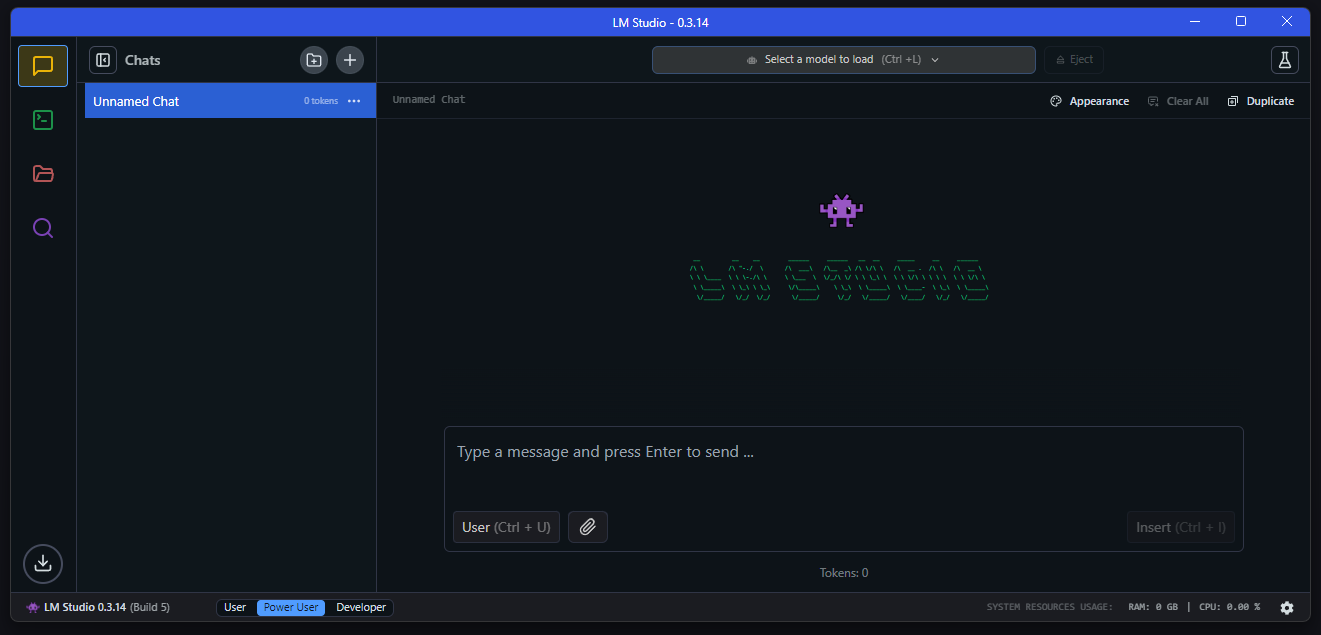 LM Studio - 0.3.14
Chats
Select a model to load (Ctrl +L)
Eject
Unnamed Chat
0 tokens
Unnamed Chat
Appearance
Clear All
Duplicate
LM STUDIO
Type a message and press Enter to send ...
User (Ctrl + U)
Insert (Ctrl + I)
Tokens: 0
LM Studio 0.3.14 (Build 5)
User
Power User
Developer
SYSTEM RESOURCES USAGE: RAM: 0 GB | CPU: 0.00 %